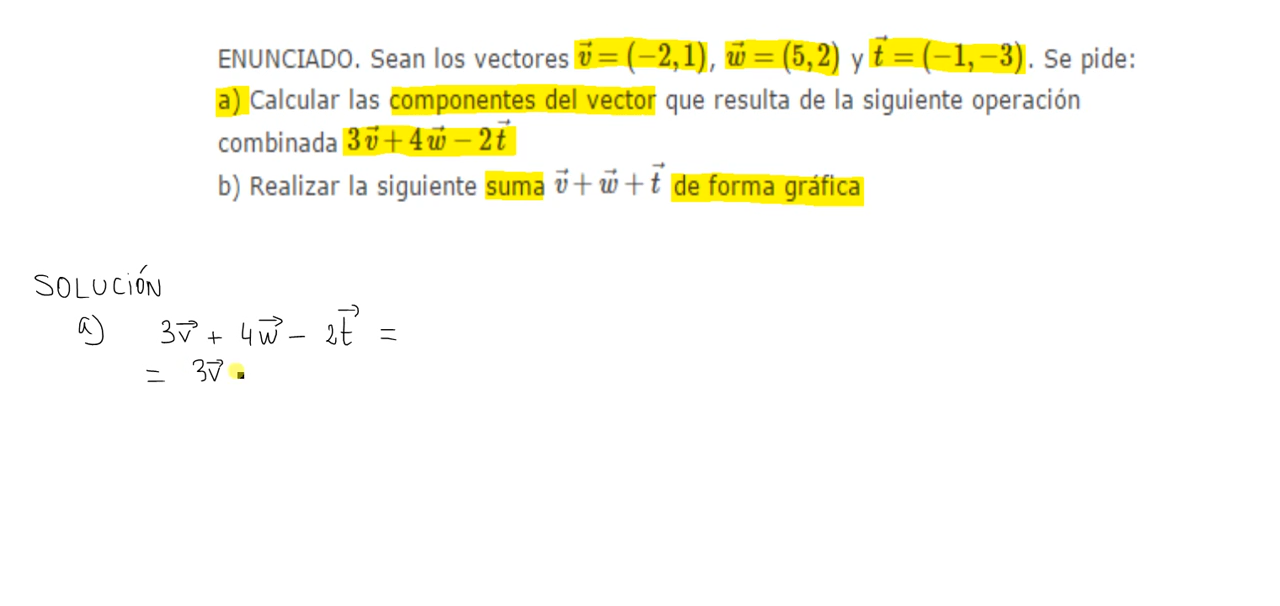 ENUNCIADO. Sean los vectores v⃗ = (−2,1), w⃗ = (5,2) y t⃗ = (−1,−3). Se pide:
a) Calcular las componentes del vector que resulta de la siguiente operación
combinada 3v⃗ + 4w⃗ − 2t⃗
b) Realizar la siguiente suma v⃗ + w⃗ + t⃗ de forma gráfica
SOLUCIÓN
a) 3v⃗ + 4w⃗ − 2t⃗ =
= 3v⃗